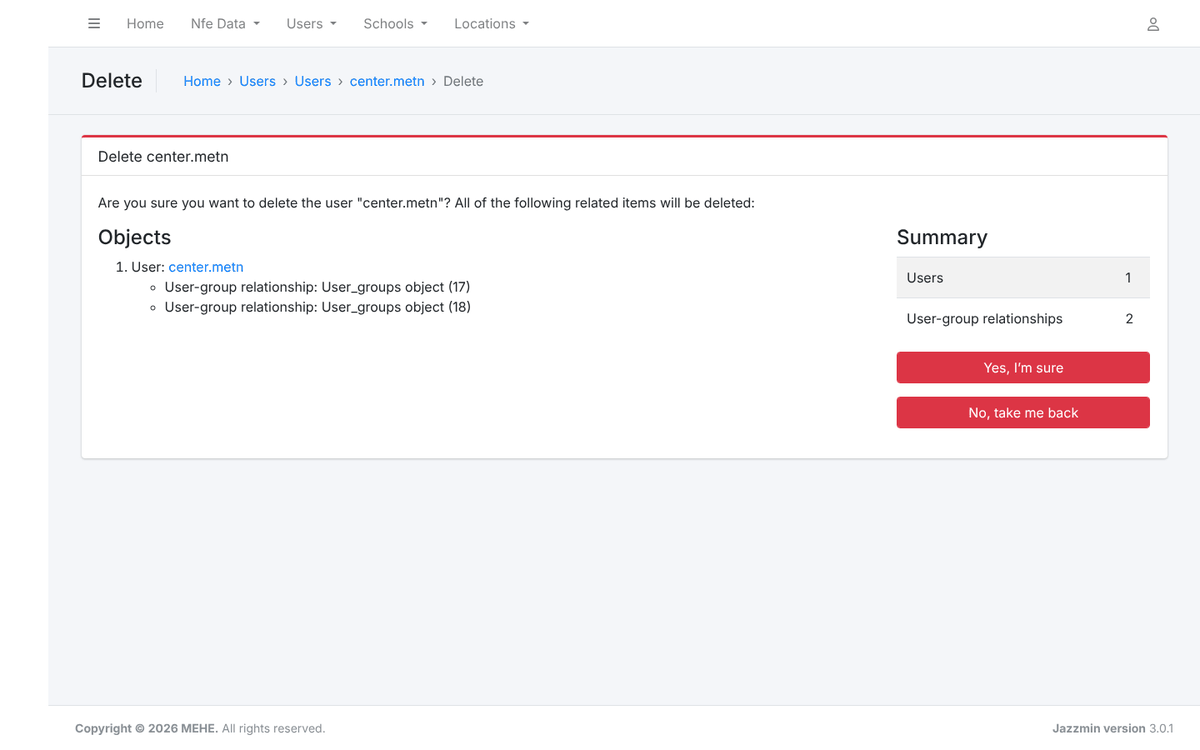 Home Nfe Data Users Schools Locations
Delete Home › Users › Users › center.metn › Delete
Delete center.metn
Are you sure you want to delete the user "center.metn"? All of the following related items will be deleted:
Objects
1. User: center.metn
User-group relationship: User_groups object (17)
User-group relationship: User_groups object (18)
Summary
Users 1
User-group relationships 2
Yes, I’m sure
No, take me back
Copyright © 2026 MEHE. All rights reserved.
Jazzmin version 3.0.1